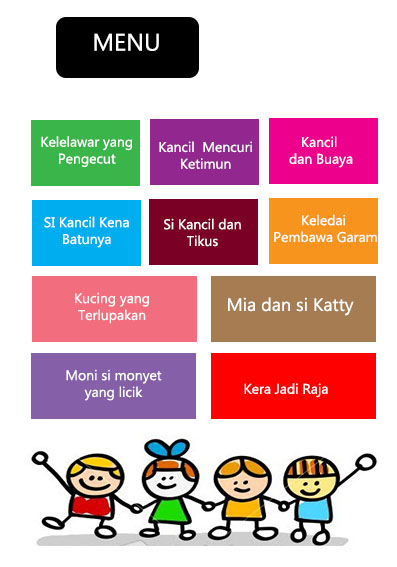 MENU
Kelelawar yang
Pengecut
Kancil Mencuri
Ketimun
Kancil
dan Buaya
SI Kancil Kena
Batunya
Si Kancil dan
Tikus
Keledai
Pembawa Garam
Kucing yang
Terlupakan
Mia dan si Katty
Moni si monyet
yang licik
Kera Jadi Raja